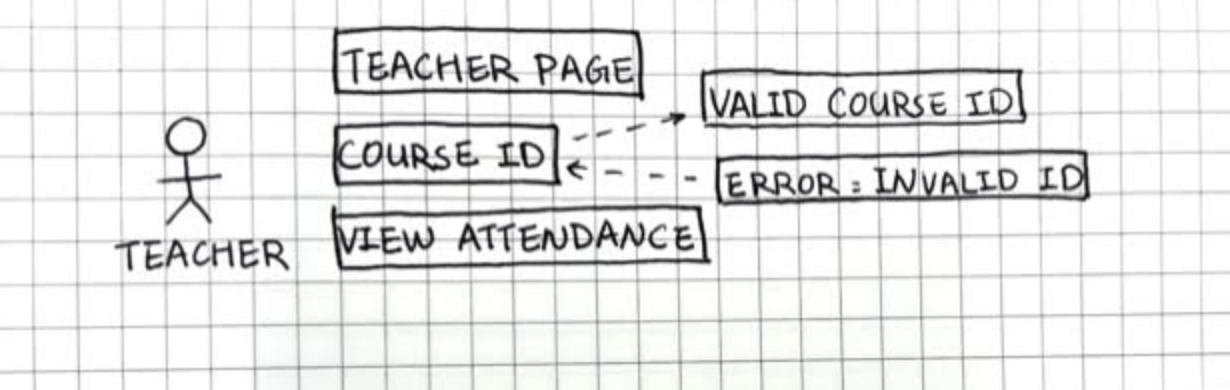 TEACHER PAGE
VALID COURSE ID
COURSE ID
ERROR : INVALID ID
VIEW ATTENDANCE
TEACHER